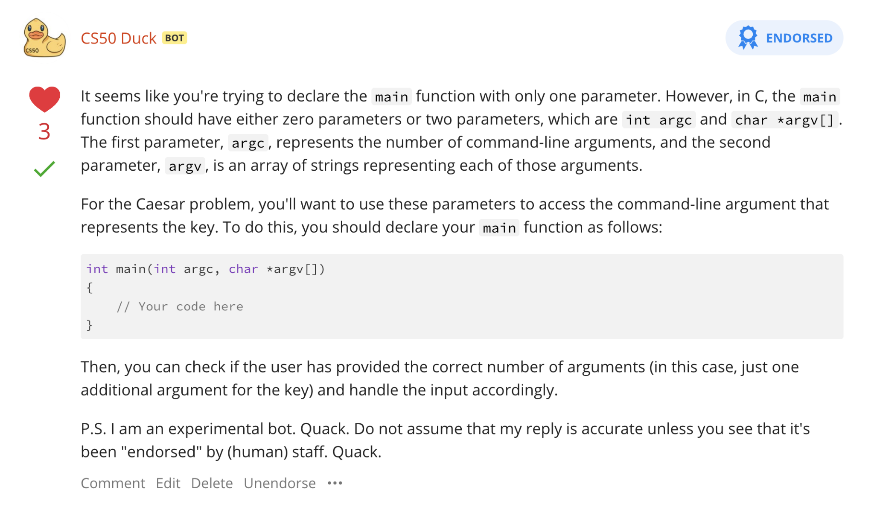 CS50 Duck BOT
ENDORSED
CS50
It seems like you're trying to declare the main function with only one parameter. However, in C, the main
3
function should have either zero parameters or two parameters, which are int argc and char *argv[].
The first parameter, argc, represents the number of command-line arguments, and the second
parameter, argv, is an array of strings representing each of those arguments.
For the Caesar problem, you'll want to use these parameters to access the command-line argument that
represents the key. To do this, you should declare your main function as follows:
int main(int argc, char *argv[])
{
    // Your code here
}
Then, you can check if the user has provided the correct number of arguments (in this case, just one
additional argument for the key) and handle the input accordingly.
P.S. I am an experimental bot. Quack. Do not assume that my reply is accurate unless you see that it's
been "endorsed" by (human) staff. Quack.
Comment Edit Delete Unendorse •••